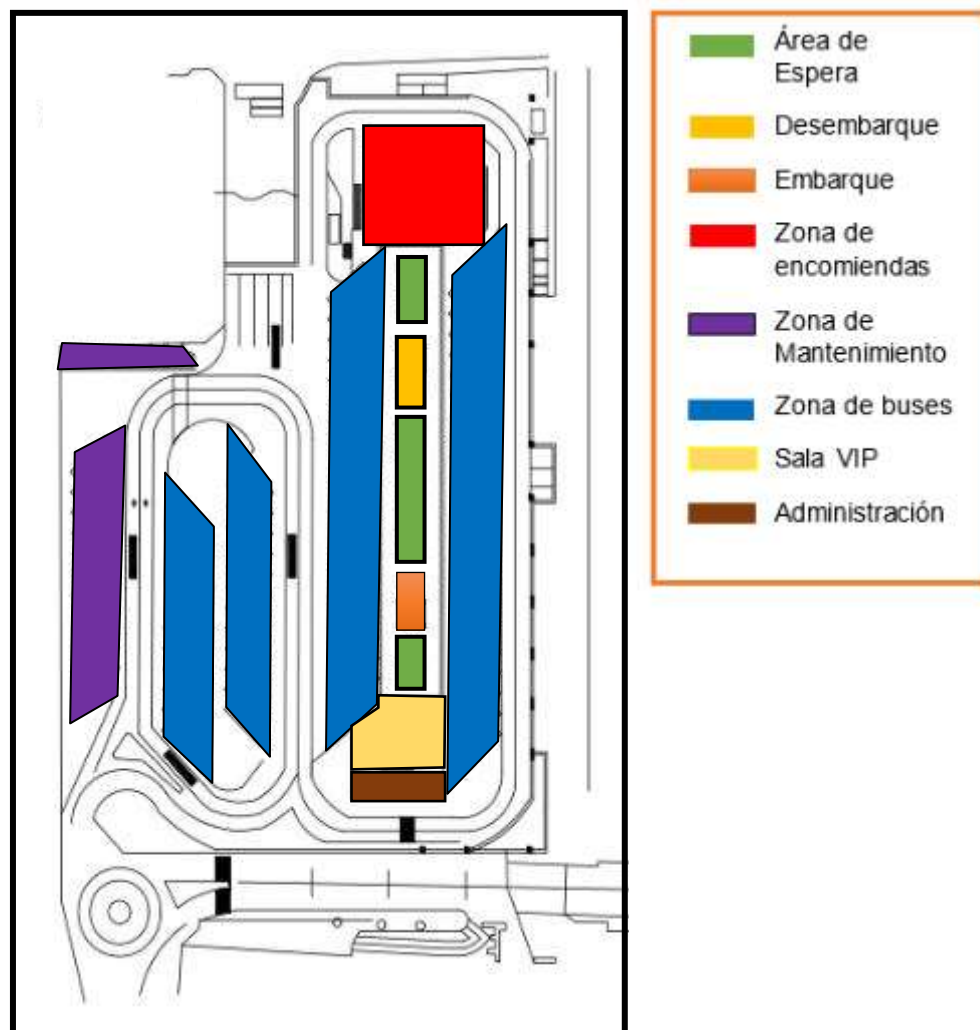 Área de
Espera
Desembarque
Embarque
Zona de
encomiendas
Zona de
Mantenimiento
Zona de buses
Sala VIP
Administración